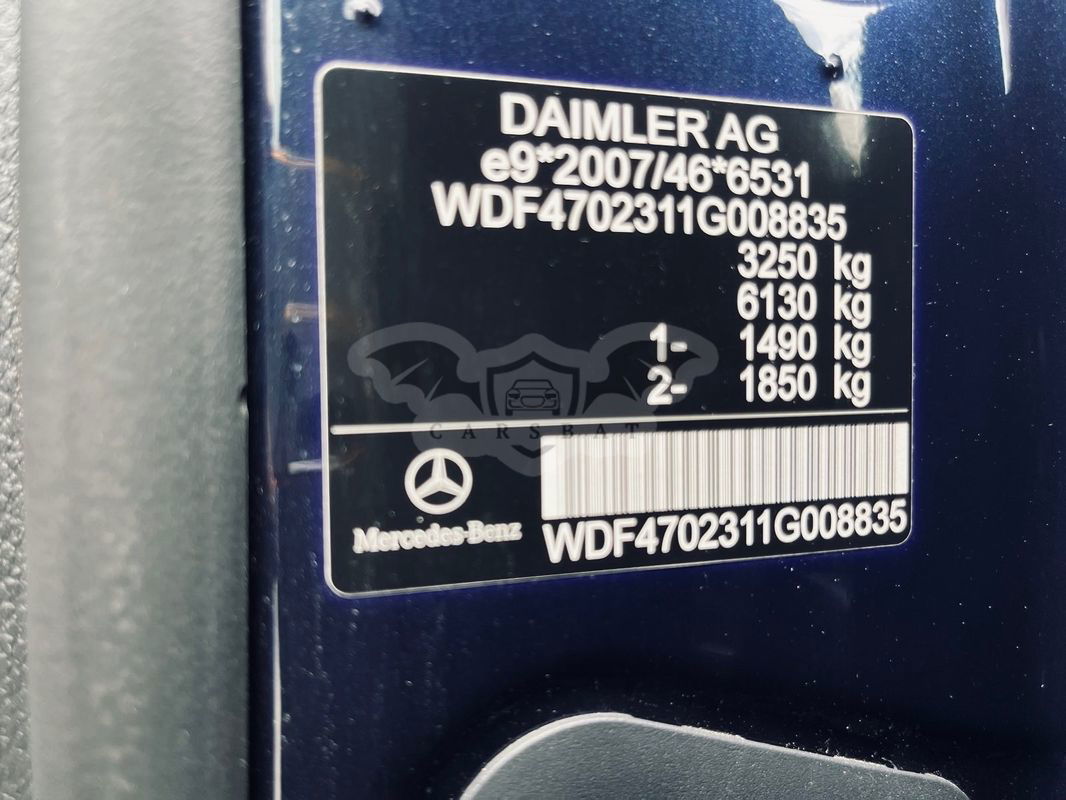 DAIMLER AG
e9*2007/46*6531
WDF4702311G008835
3250 kg
6130 kg
1- 1490 kg
2- 1850 kg
CARSBAT
Mercedes-Benz
WDF4702311G008835